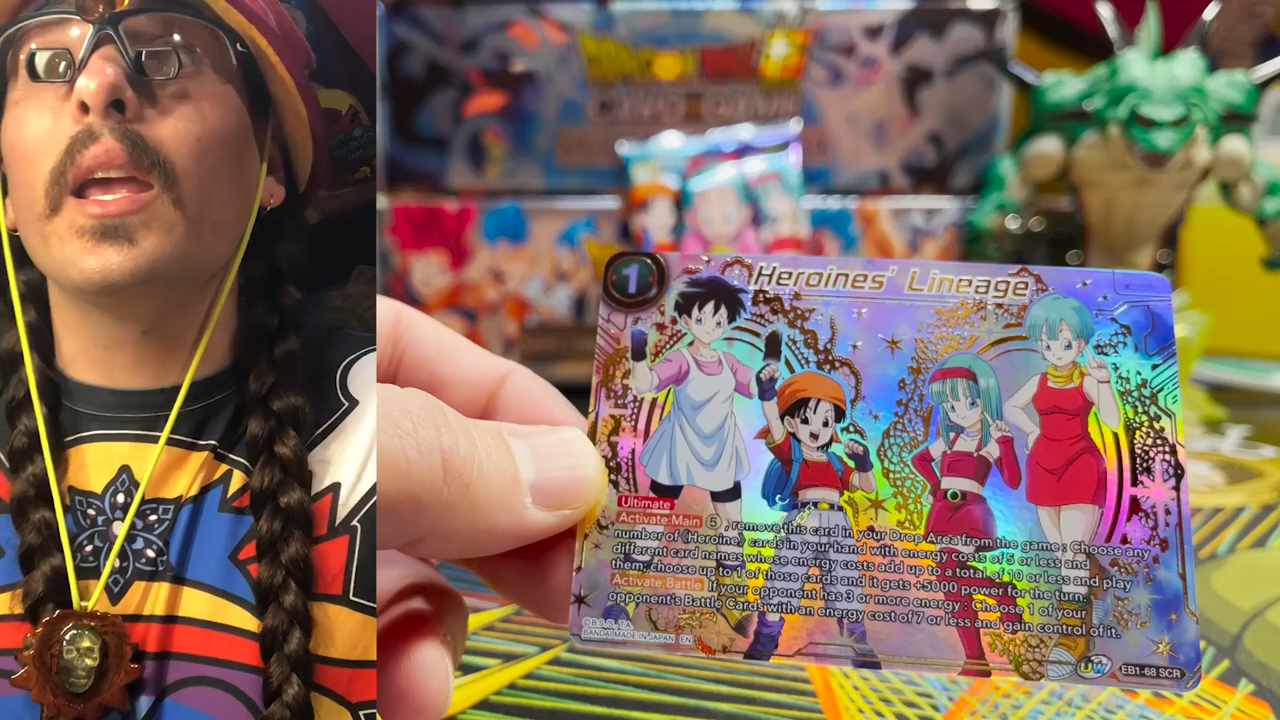 DRAGON BALL
CARD GAME
1
Heroines' Lineage
Ultimate
Activate:Main 5 , remove this card in your Drop Area from the game : Choose any
number of 《Heroine》 cards in your hand with energy costs of 5 or less and
different card names whose energy costs add up to a total of 10 or less and play
them; choose up to 1 of those cards and it gets +5000 power for the turn.
Activate:Battle If your opponent has 3 or more energy : Choose 1 of your
opponent's Battle Cards with an energy cost of 7 or less and gain control of it.
©B.S./S.,T.A.
BANDAI MADE IN JAPAN EN
UW
EB1-68 SCR